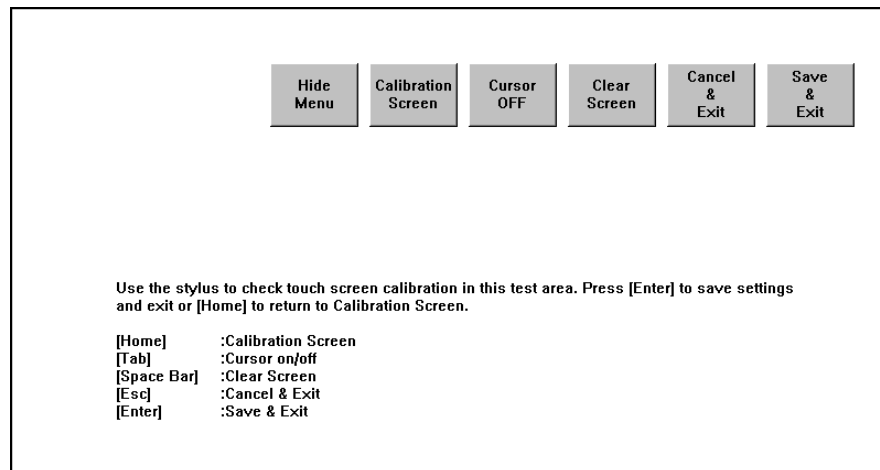 Hide
Menu
Calibration
Screen
Cursor
OFF
Clear
Screen
Cancel
&
Exit
Save
&
Exit
Use the stylus to check touch screen calibration in this test area. Press [Enter] to save settings
and exit or [Home] to return to Calibration Screen.
[Home] :Calibration Screen
[Tab] :Cursor on/off
[Space Bar] :Clear Screen
[Esc] :Cancel & Exit
[Enter] :Save & Exit